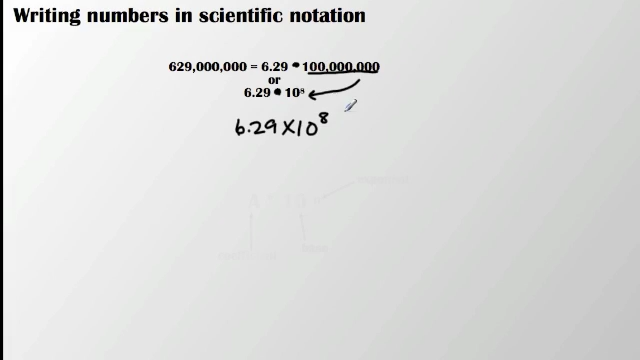 Writing numbers in scientific notation
629,000,000 = 6.29 • 100,000,000
or
6.29 • 10⁸
6.29×10⁸